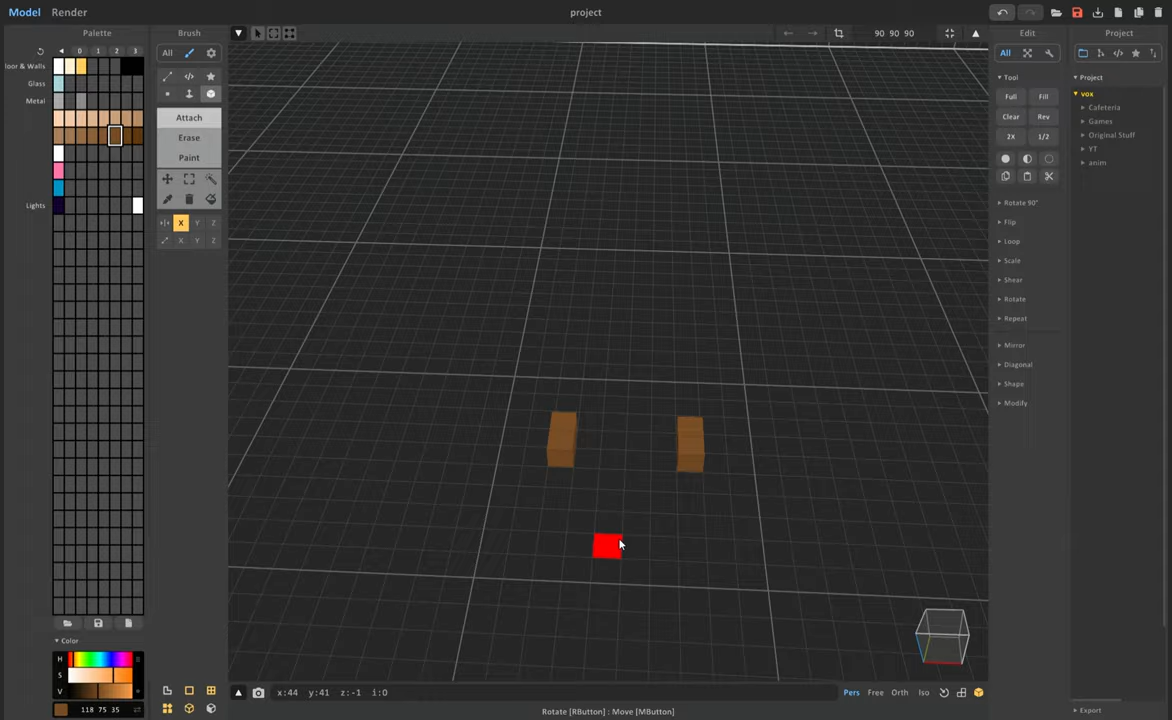 Model Render project
Palette Brush 90 90 90 Edit Project
0 1 2 3 All All
oor & Walls
Glass Tool Project
Metal Full Fill vox
Attach Clear Rev Cafeteria
Erase 2X 1/2 Games
Paint Original Stuff
YT
anim
Lights Rotate 90°
X Y Z Flip
X Y Z Loop
Scale
Shear
Rotate
Repeat
Mirror
Diagonal
Shape
Modify
Color
H
S
V
x:44 y:41 z:-1 i:0 Pers Free Orth Iso
118 75 35 Rotate [RButton] : Move [MButton] Export